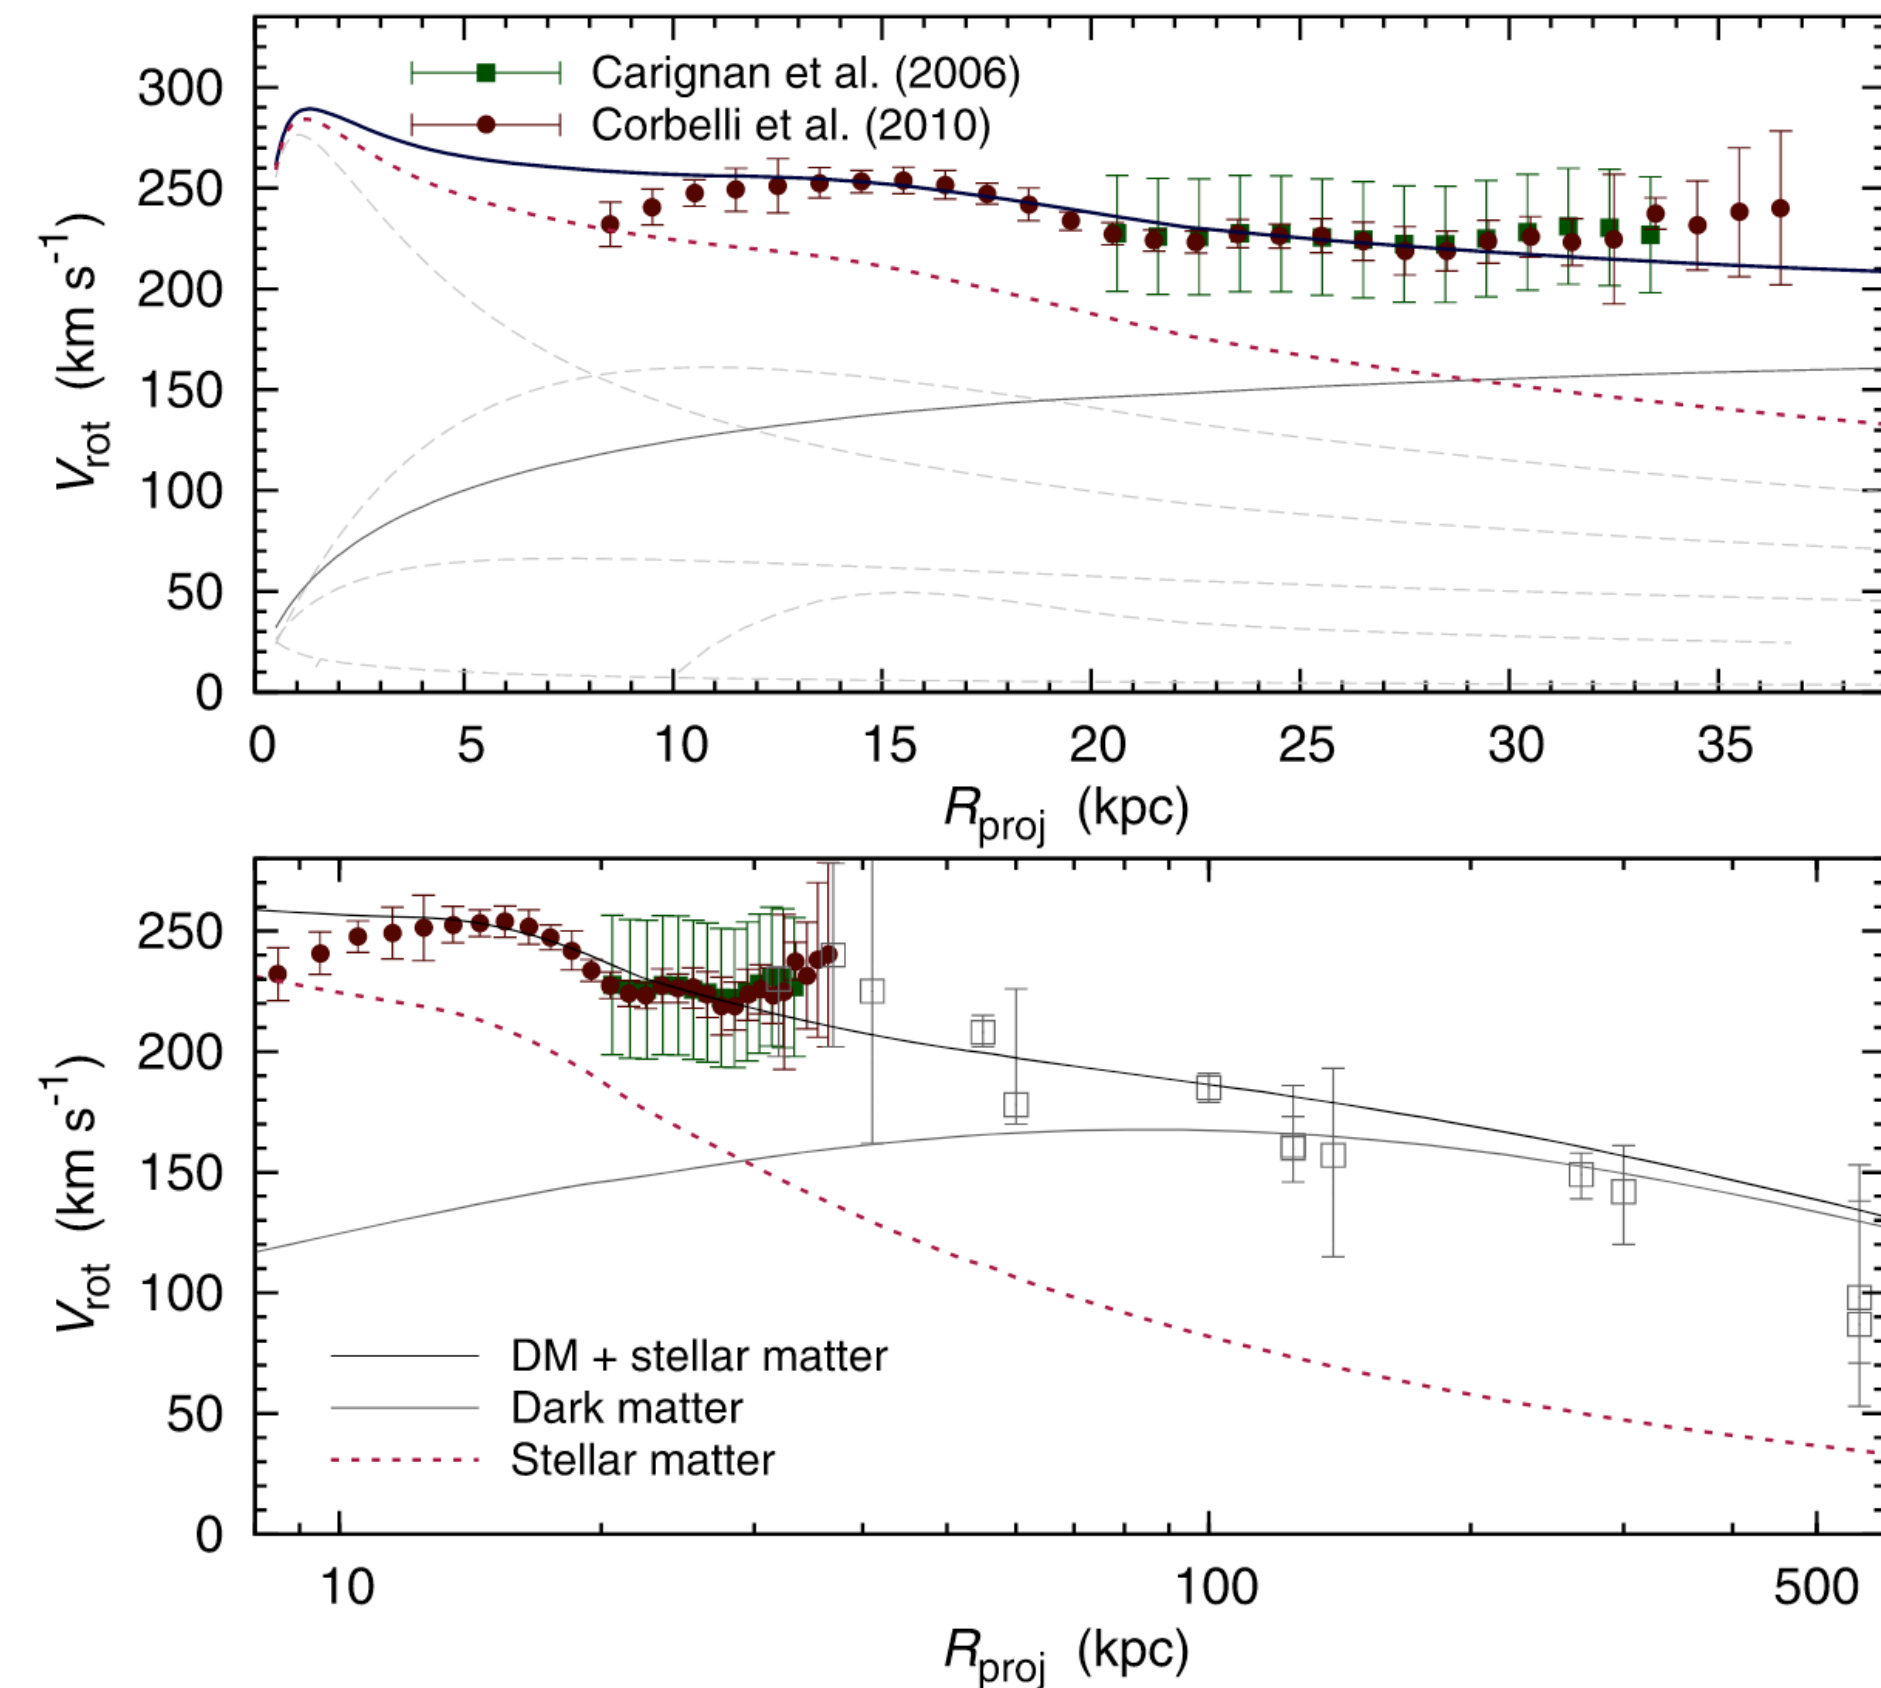 300
250
200
150
100
50
0
V_rot (km s^-1)
Carignan et al. (2006)
Corbelli et al. (2010)
0 5 10 15 20 25 30 35
R_proj (kpc)
250
200
150
100
50
0
V_rot (km s^-1)
DM + stellar matter
Dark matter
Stellar matter
10 100 500
R_proj (kpc)